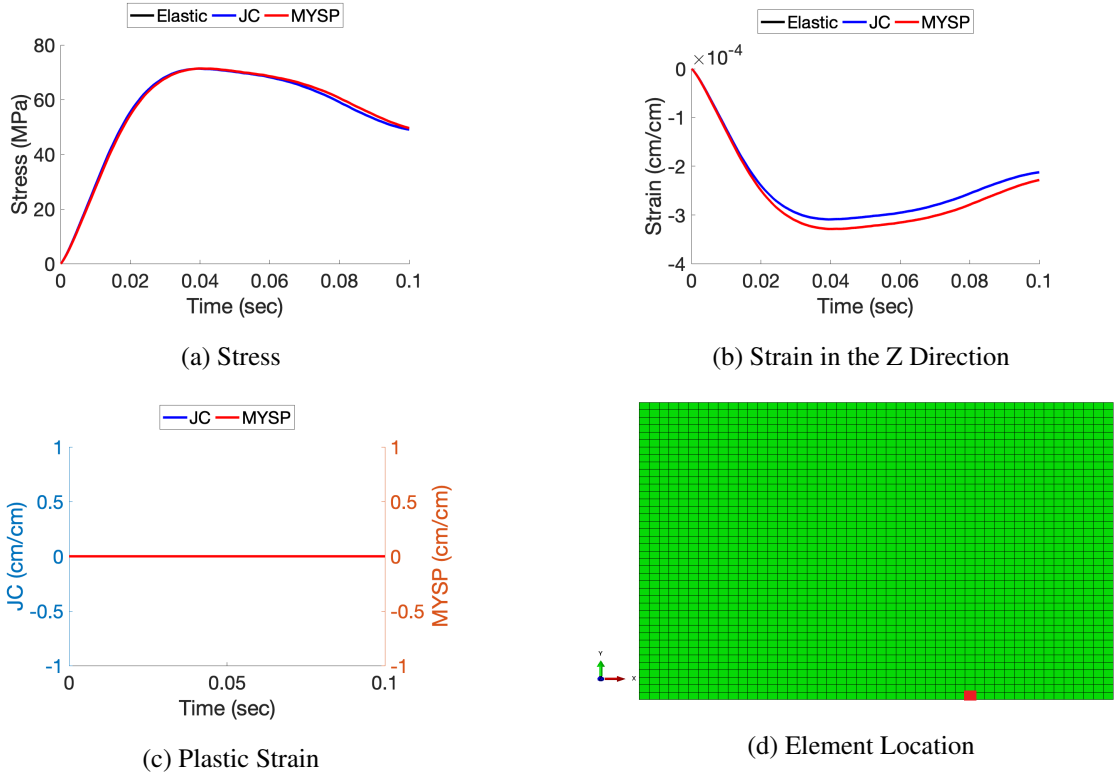 Elastic JC MYSP
80
60
40
20
0
Stress (MPa)
0 0.02 0.04 0.06 0.08 0.1
Time (sec)
(a) Stress
Elastic JC MYSP
×10-4
0
-1
-2
-3
-4
Strain (cm/cm)
0 0.02 0.04 0.06 0.08 0.1
Time (sec)
(b) Strain in the Z Direction
JC MYSP
1
0.5
0
-0.5
-1
JC (cm/cm)
1
0.5
0
-0.5
-1
MYSP (cm/cm)
0 0.05 0.1
Time (sec)
(c) Plastic Strain
Y
X
(d) Element Location